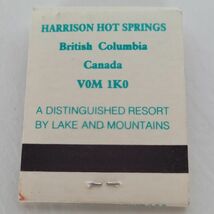 HARRISON HOT SPRINGS
British Columbia
Canada
V0M 1K0
A DISTINGUISHED RESORT
BY LAKE AND MOUNTAINS